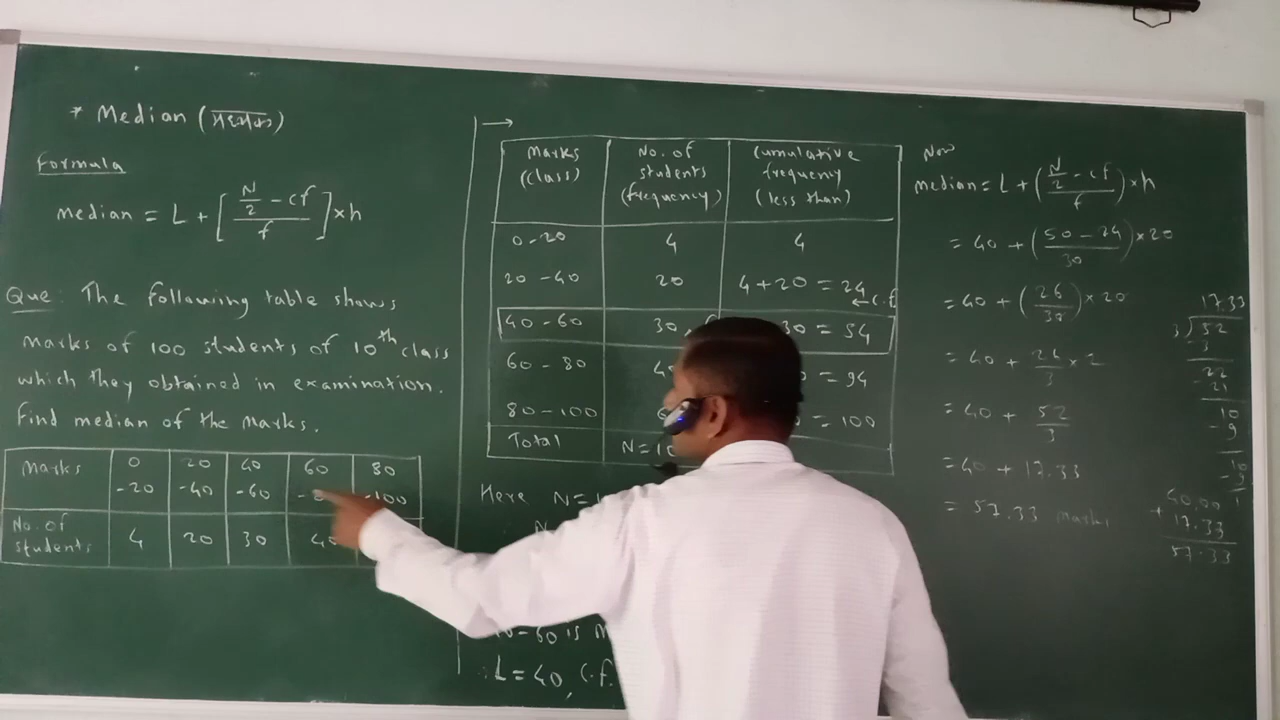 * Median (मध्यक)
Formula
median = L + [ (N/2 - cf) / f ] × h
Que: The following table shows
marks of 100 students of 10th class
which they obtained in examination.
Find median of the marks.
Marks 0 20 40 60 80
-20 -40 -60 -100
No. of
students 4 20 30 40
→
Marks No. of Cumulative
(class) students frequency
(frequency) (less than)
0-20 4 4
20-40 20 4+20 = 24
← c.f
40-60 30 30 = 54
60-80 = 94
80-100 = 100
Total N=
Here N=
is
∴ L=40, c.f.
Now
median = L + ( (N/2 - cf) / f ) × h
= 40 + ( (50-24) / 30 ) × 20
= 40 + ( 26/30 ) × 20
= 40 + 26/3 × 2
= 40 + 52/3
= 40 + 17.33
= 57.33 marks
17.33
3) 52
3
22
-21
10
-9
10
-9
40.00
+ 17.33
57.33